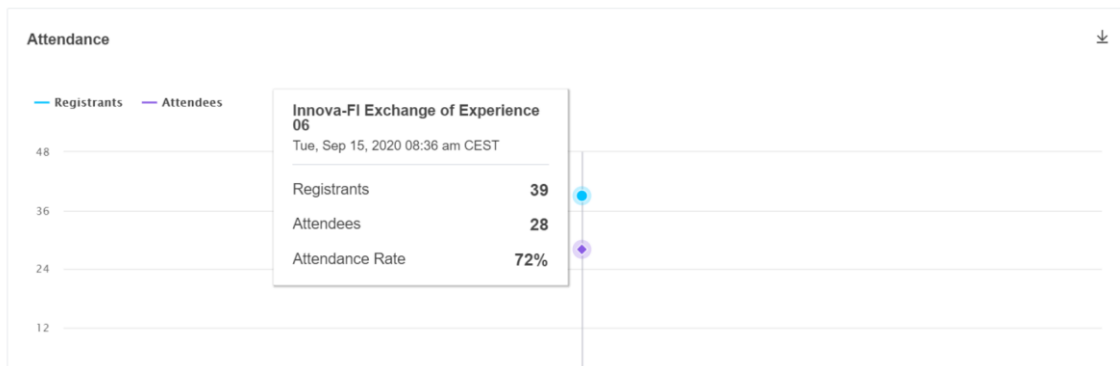 Attendance
Registrants
Attendees
Innova-FI Exchange of Experience
06
Tue, Sep 15, 2020 08:36 am CEST
Registrants 39
Attendees 28
Attendance Rate 72%
48
36
24
12